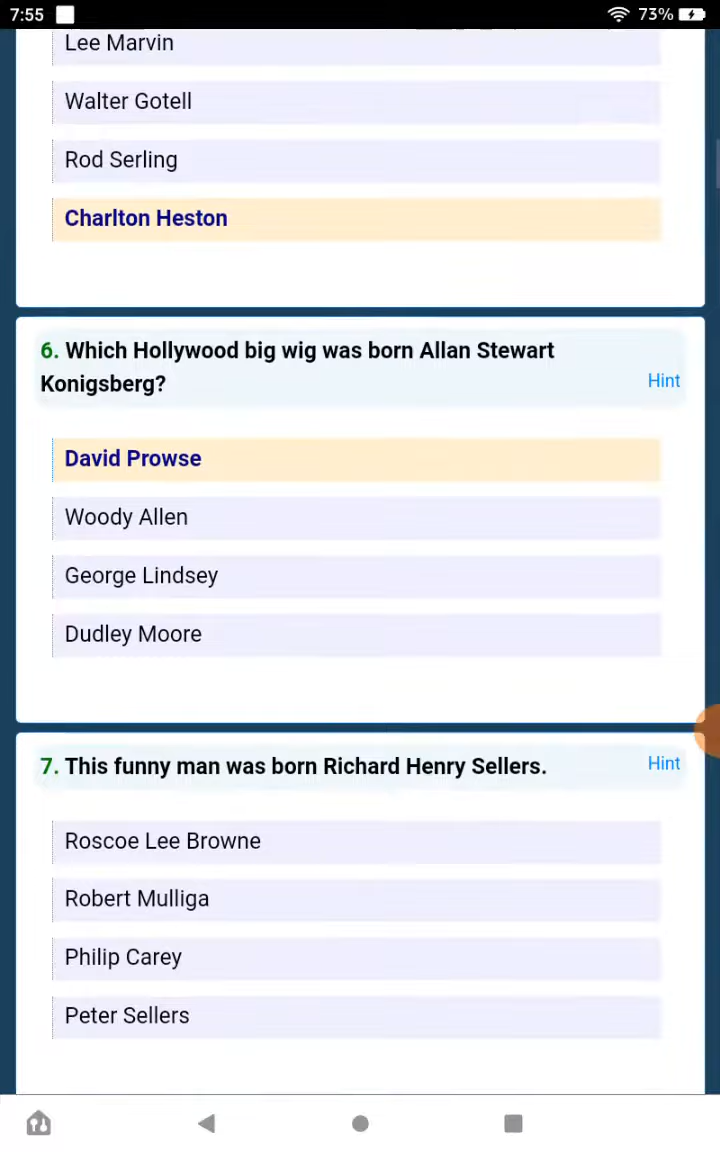 7:55
73%
Lee Marvin
Walter Gotell
Rod Serling
Charlton Heston
6. Which Hollywood big wig was born Allan Stewart
Konigsberg?
Hint
David Prowse
Woody Allen
George Lindsey
Dudley Moore
7. This funny man was born Richard Henry Sellers.
Hint
Roscoe Lee Browne
Robert Mulliga
Philip Carey
Peter Sellers